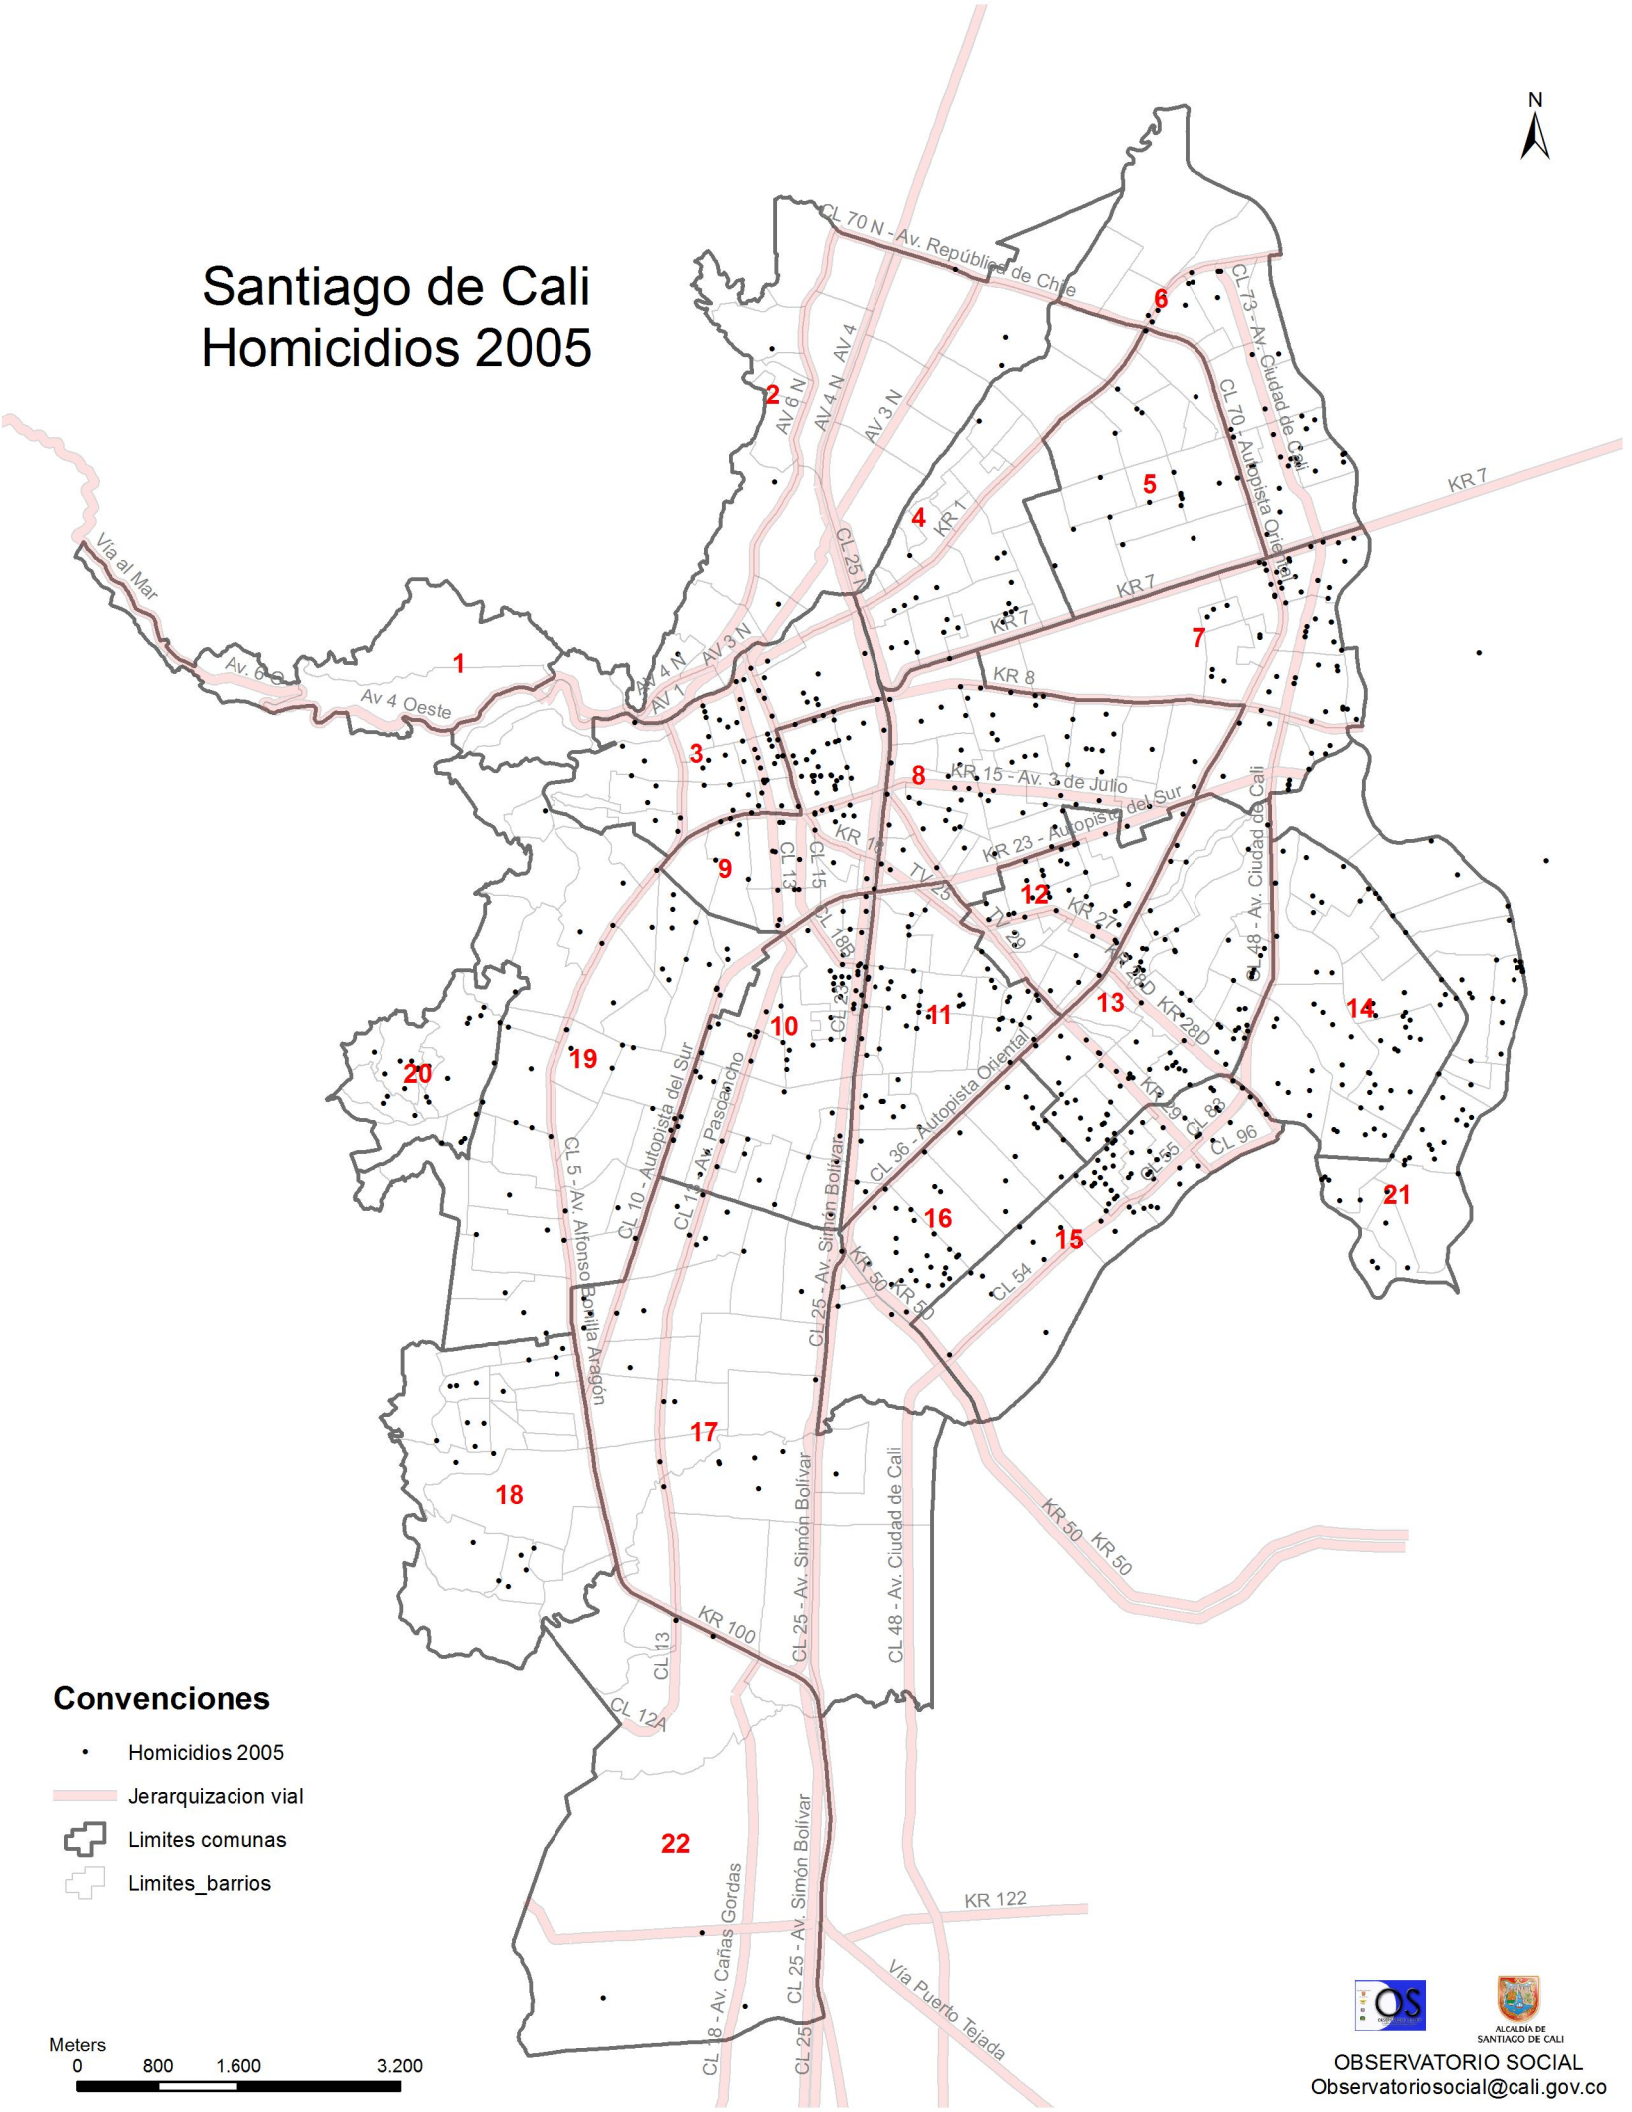 N
Santiago de Cali
Homicidios 2005
CL 70 N - Av. República de Chile
6
CL 73 - Av. Ciudad de Cali
2
AV 6 N
AV 4 N
AV 4
AV 3 N
CL 70 - Autopista Oriental
5
KR 7
4
KR 1
CL 25 N
Vía al Mar
KR 7
KR 7
7
1
Av. 6 O
Av 4 Oeste
AV 4 N
AV 3 N
AV 1
KR 8
3
8
KR 15 - Av. 3 de Julio
KR 23 - Autopista del Sur
CL 48 - Av. Ciudad de Cali
9
CL 13
CL 15
TV 25
12
KR 27
TV 29
CL 18B
KR 28D
KR 28D
13
14
CL 23
10
11
19
20
KR 29
CL 83
CL 96
CL 55
CL 36 - Autopista Oriental
CL 10 - Autopista del Sur
CL 13 - Av. Pasoancho
CL 5 - Av. Alfonso Bonilla Aragón
CL 25 - Av. Simón Bolívar
16
15
21
KR 50
KR 50
CL 54
17
18
CL 25 - Av. Simón Bolívar
CL 48 - Av. Ciudad de Cali
KR 50
KR 50
KR 100
CL 13
CL 12A
Convenciones
Homicidios 2005
Jerarquizacion vial
Limites comunas
Limites_barrios
22
CL 18 - Av. Cañas Gordas
CL 25 - Av. Simón Bolívar
CL 25
KR 122
Vía Puerto Tejada
Meters
0 800 1.600 3.200
OS
ALCALDÍA DE
SANTIAGO DE CALI
OBSERVATORIO SOCIAL
Observatoriosocial@cali.gov.co